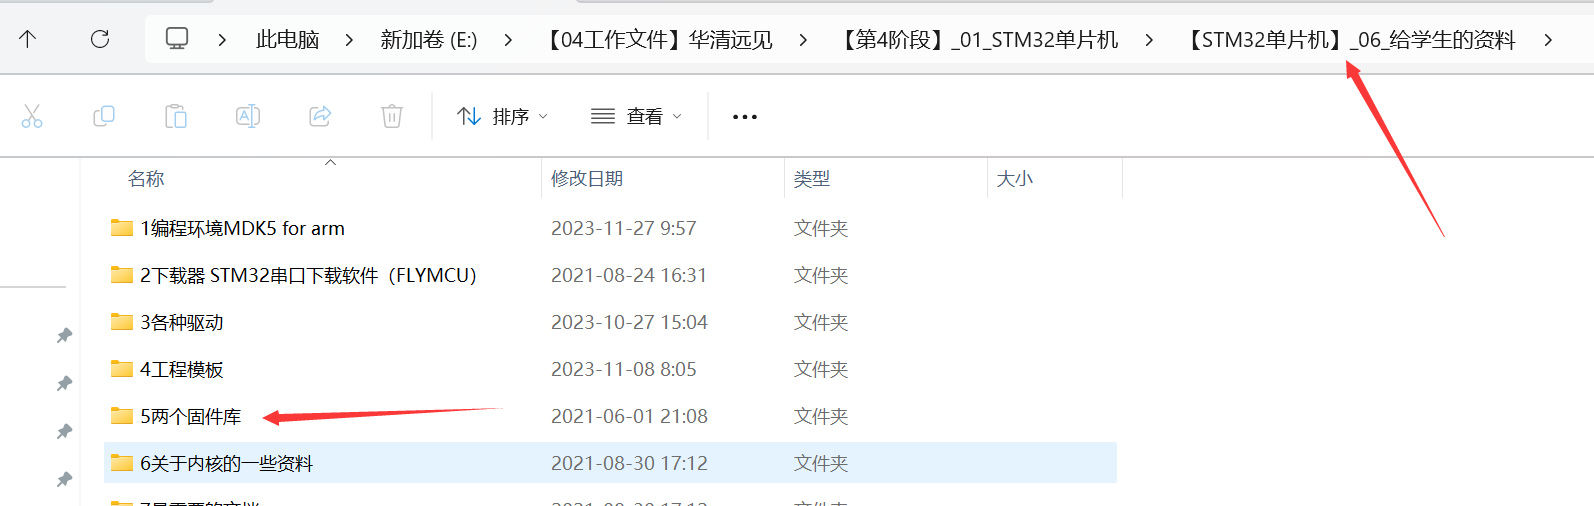 此电脑 新加卷 (E:) 【04工作文件】华清远见 【第4阶段】_01_STM32单片机 【STM32单片机】_06_给学生的资料
排序 查看
名称 修改日期 类型 大小
1编程环境MDK5 for arm 2023-11-27 9:57 文件夹
2下载器 STM32串口下载软件（FLYMCU） 2021-08-24 16:31 文件夹
3各种驱动 2023-10-27 15:04 文件夹
4工程模板 2023-11-08 8:05 文件夹
5两个固件库 2021-06-01 21:08 文件夹
6关于内核的一些资料 2021-08-30 17:12 文件夹